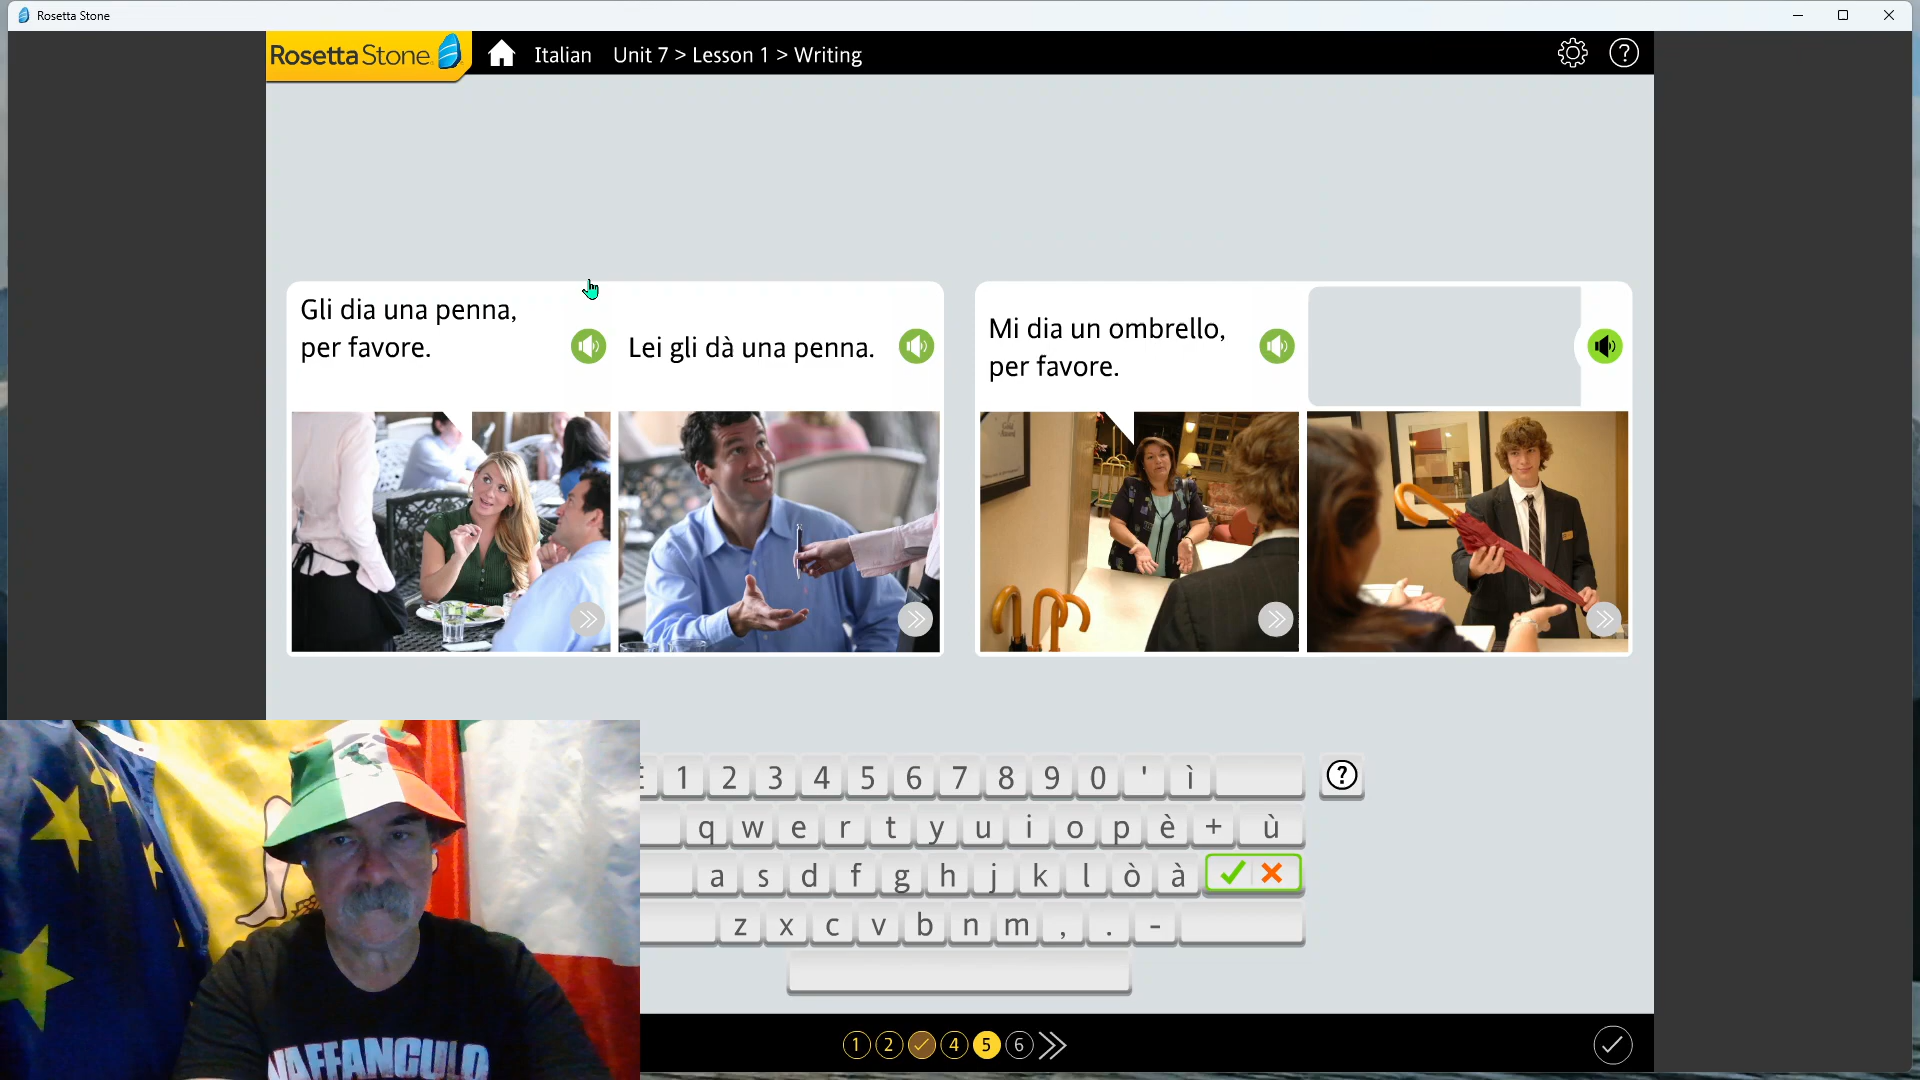 Rosetta Stone
RosettaStone
Italian Unit 7 > Lesson 1 > Writing
Gli dia una penna,
per favore.
Lei gli dà una penna.
Mi dia un ombrello,
per favore.
1 2 3 4 5 6 7 8 9 0 ' ì
q w e r t y u i o p è + ù
a s d f g h j k l ò à
z x c v b n m , . -
VAFFANCULO
1 2 4 5 6